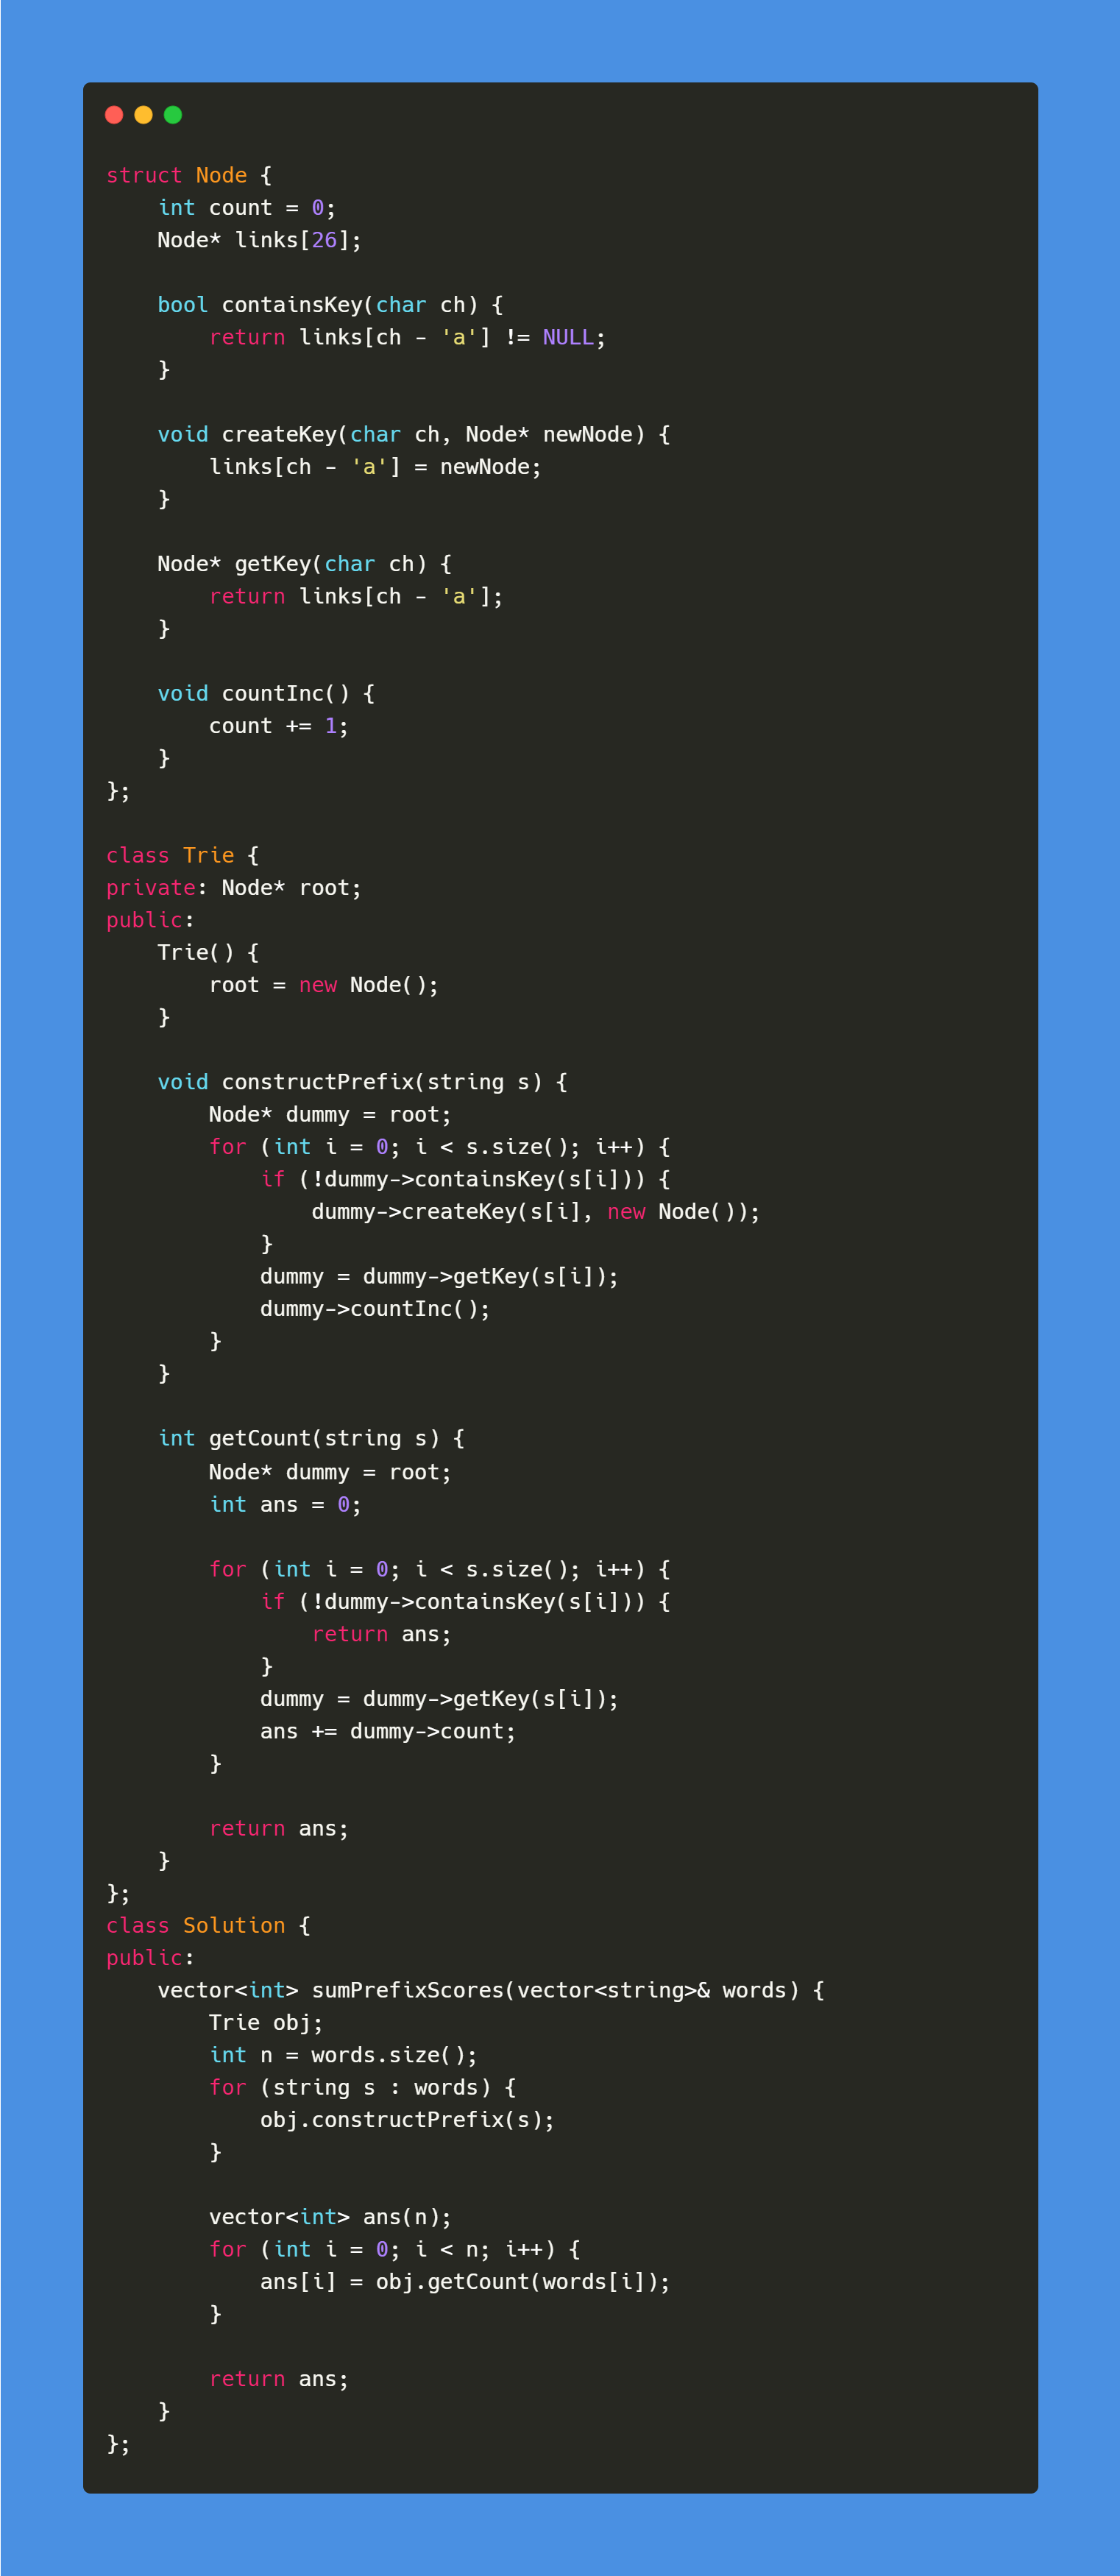 struct Node {
    int count = 0;
    Node* links[26];

    bool containsKey(char ch) {
        return links[ch - 'a'] != NULL;
    }

    void createKey(char ch, Node* newNode) {
        links[ch - 'a'] = newNode;
    }

    Node* getKey(char ch) {
        return links[ch - 'a'];
    }

    void countInc() {
        count += 1;
    }
};

class Trie {
private: Node* root;
public:
    Trie() {
        root = new Node();
    }

    void constructPrefix(string s) {
        Node* dummy = root;
        for (int i = 0; i < s.size(); i++) {
            if (!dummy->containsKey(s[i])) {
                dummy->createKey(s[i], new Node());
            }
            dummy = dummy->getKey(s[i]);
            dummy->countInc();
        }
    }

    int getCount(string s) {
        Node* dummy = root;
        int ans = 0;

        for (int i = 0; i < s.size(); i++) {
            if (!dummy->containsKey(s[i])) {
                return ans;
            }
            dummy = dummy->getKey(s[i]);
            ans += dummy->count;
        }

        return ans;
    }
};
class Solution {
public:
    vector<int> sumPrefixScores(vector<string>& words) {
        Trie obj;
        int n = words.size();
        for (string s : words) {
            obj.constructPrefix(s);
        }

        vector<int> ans(n);
        for (int i = 0; i < n; i++) {
            ans[i] = obj.getCount(words[i]);
        }

        return ans;
    }
};